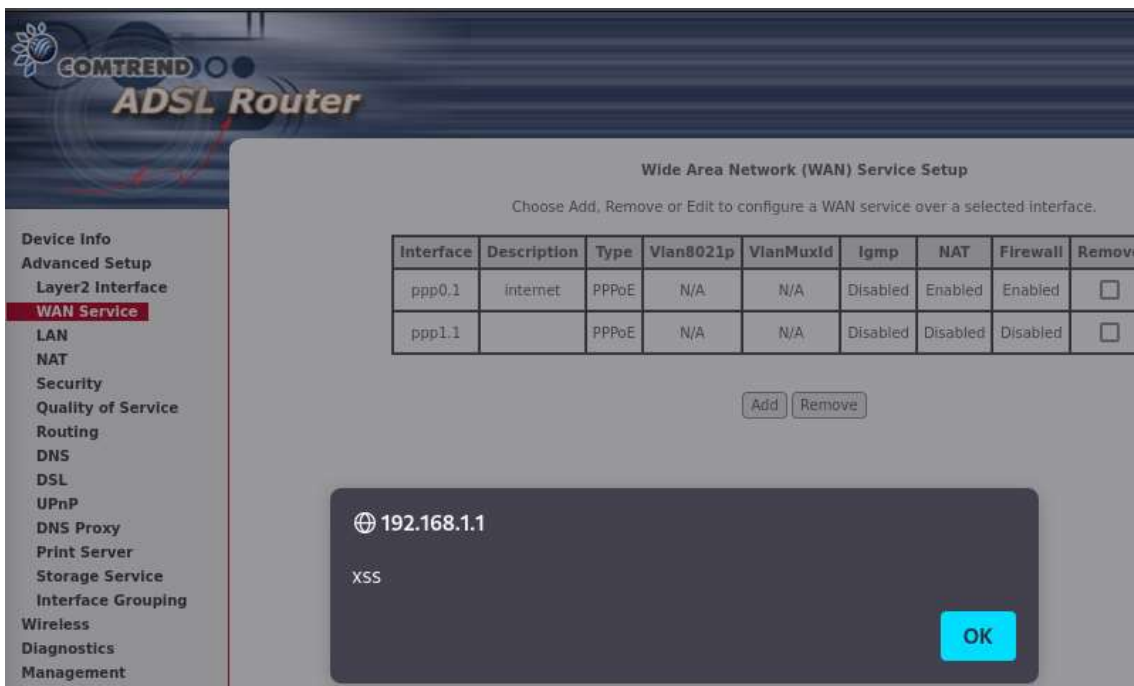 COMTREND
ADSL Router
Wide Area Network (WAN) Service Setup
Choose Add, Remove or Edit to configure a WAN service over a selected interface.
Device Info
Advanced Setup
Layer2 Interface
WAN Service
LAN
NAT
Security
Quality of Service
Routing
DNS
DSL
UPnP
DNS Proxy
Print Server
Storage Service
Interface Grouping
Wireless
Diagnostics
Management
Interface Description Type Vlan8021p VlanMuxId Igmp NAT Firewall Remove
ppp0.1 internet PPPoE N/A N/A Disabled Enabled Enabled
ppp1.1 PPPoE N/A N/A Disabled Disabled Disabled
Add Remove
192.168.1.1
xss
OK